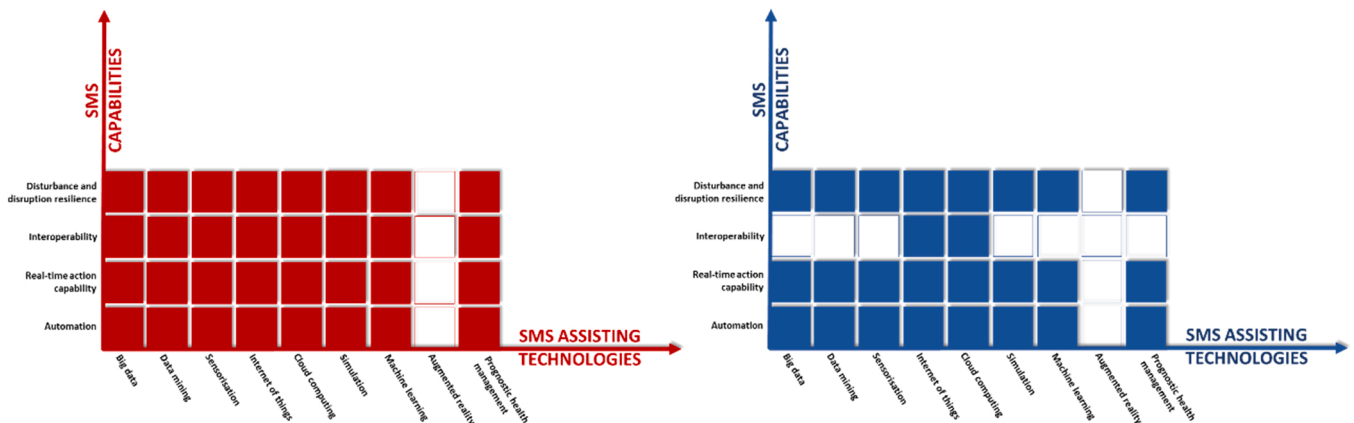 SMS
CAPABILITIES
Disturbance and
disruption resilience
Interoperability
Real-time action
capability
Automation
SMS ASSISTING
TECHNOLOGIES
Big data
Data mining
Sensorisation
Internet of things
Cloud computing
Simulation
Machine learning
Augmented reality
Prognostic health
management
SMS
CAPABILITIES
Disturbance and
disruption resilience
Interoperability
Real-time action
capability
Automation
SMS ASSISTING
TECHNOLOGIES
Big data
Data mining
Sensorisation
Internet of things
Cloud computing
Simulation
Machine learning
Augmented reality
Prognostic health
management